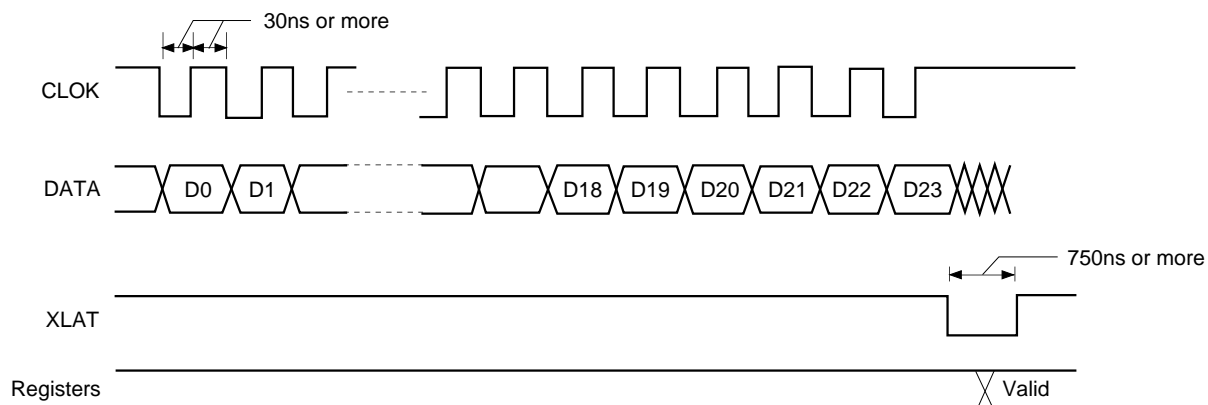 30ns or more
CLOK
DATA
D0 D1 D18 D19 D20 D21 D22 D23
750ns or more
XLAT
Registers
Valid